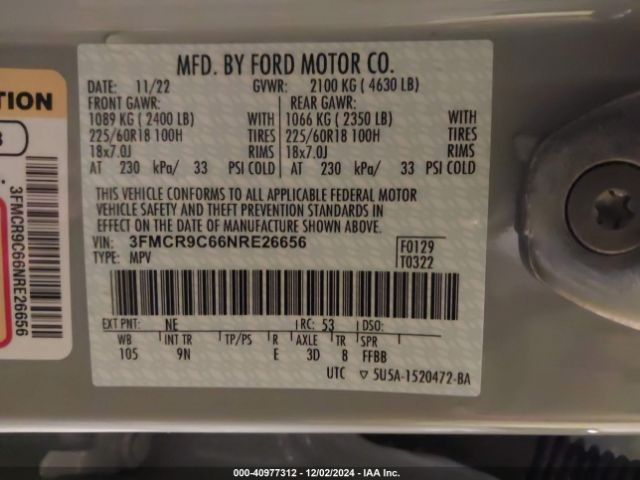 MFD. BY FORD MOTOR CO.
DATE: 11/22 GVWR: 2100 KG ( 4630 LB)
FRONT GAWR: REAR GAWR:
1089 KG ( 2400 LB) WITH 1066 KG ( 2350 LB) WITH
225/60R18 100H TIRES 225/60R18 100H TIRES
18x7.0J RIMS 18x7.0J RIMS
AT 230 kPa/ 33 PSI COLD AT 230 kPa/ 33 PSI COLD
THIS VEHICLE CONFORMS TO ALL APPLICABLE FEDERAL MOTOR
VEHICLE SAFETY AND THEFT PREVENTION STANDARDS IN
EFFECT ON THE DATE OF MANUFACTURE SHOWN ABOVE.
VIN: 3FMCR9C66NRE26656 F0129
TYPE: MPV T0322
EXT PNT: NE RC: 53 DSO:
WB INT TR TP/PS R AXLE TR SPR
105 9N E 3D 8 FFBB
UTC ▽ 5U5A-1520472-BA
TION
3FMCR9C66NRE26656
000-40977312 - 12/02/2024 - IAA Inc.